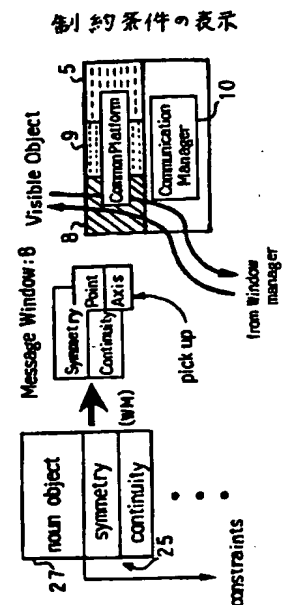 制約条件の表示
Message Window:8
Visible Object
8
9
5
Common Platform
Communication
Manager
10
from Window
manager
Symmetry
Point
Continuity
Axis
pick up
(WM)
27
noun object
symmetry
continuity
25
constraints